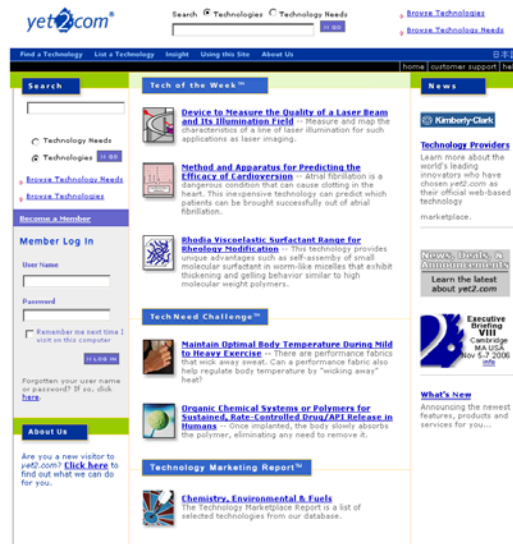 yet2.com®
Search Technologies Technology Needs
GO
Browse Technologies
Browse Technology Needs
Find a Technology List a Technology Insight Using this Site About Us 日本
home | customer support | hel
Search
Technology Needs
Technologies GO
Browse Technology Needs
Browse Technologies
Become a Member
Member Log In
User Name
Password
Remember me next time I
visit on this computer
LOG IN
Forgotten your user name
or password? If so, click
here.
About Us
Are you a new visitor to
yet2.com? Click here to
find out what we can do
for you.
Tech of the Week™
Device to Measure the Quality of a Laser Beam
and Its Illumination Field -- Measure and map the
characteristics of a line of laser illumination for such
applications as laser imaging.
Method and Apparatus for Predicting the
Efficacy of Cardioversion -- Atrial fibrillation is a
dangerous condition that can cause clotting in the
heart. This inexpensive technology can predict which
patients can be brought successfully out of atrial
fibrillation.
Rhodia Viscoelastic Surfactant Range for
Rheology Modification -- This technology provides
unique advantages such as self-assemby of small
molecular surfactant in worm-like micelles that exhibit
thickening and gelling behavior similar to high
molecular weight polymers.
TechNeed Challenge™
Maintain Optimal Body Temperature During Mild
to Heavy Exercise -- There are performance fabrics
that wick away sweat. Can a performance fabric also
help regulate body temperature by "wicking away"
heat?
Organic Chemical Systems or Polymers for
Sustained, Rate-Controlled Drug/API Release in
Humans -- Once implanted, the body slowly absorbs
the polymer, eliminating any need to remove it.
Technology Marketing Report™
Chemistry, Environmental & Fuels
The Technology Marketplace Report is a list of
selected technologies from our database.
News
Kimberly-Clark
Technology Providers
Learn more about the
world's leading
innovators who have
chosen yet2.com as
their official web-based
technology
marketplace.
News, Deals, &
Announcements
Learn the latest
about yet2.com
Executive
Briefing
VIII
Cambridge
MA USA
Nov 5-7 2006
info
What's New
Announcing the newest
features, products and
services for you...